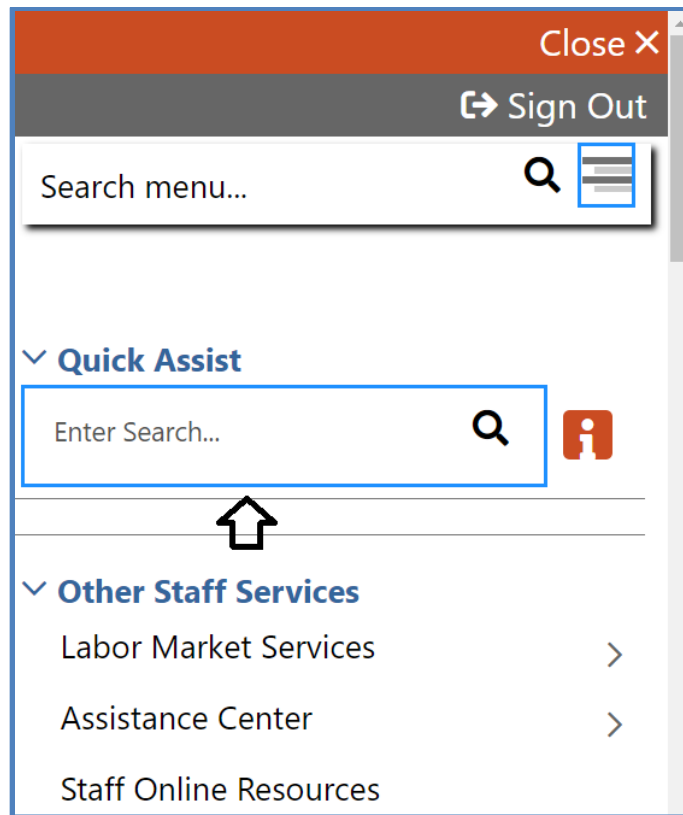 Close ×
Sign Out
Search menu...
Quick Assist
Enter Search...
i
Other Staff Services
Labor Market Services
Assistance Center
Staff Online Resources